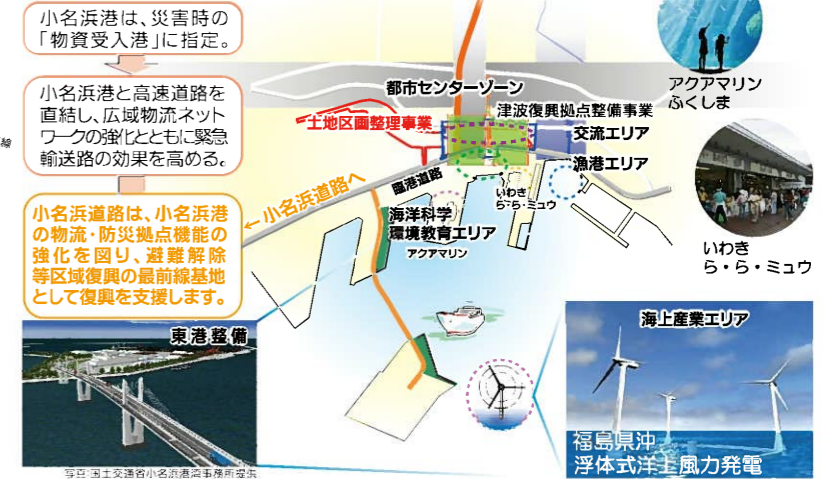 小名浜港は、災害時の
「物資受入港」に指定。
小名浜港と高速道路を
直結し、広域物流ネット
ワークの強化とともに緊急
輸送路の効果を高める。
小名浜道路は、小名浜港
の物流・防災拠点機能の
強化を図り、避難解除
等区域復興の最前線基地
として復興を支援します。
線
都市センターゾーン
津波復興拠点整備事業
土地区画整理事業
交流エリア
漁港エリア
臨港道路
小名浜道路へ
いわき
ら・ら・ミュウ
海洋科学
環境教育エリア
アクアマリン
アクアマリン
ふくしま
いわき
ら・ら・ミュウ
東港整備
写真:国土交通省小名浜港湾事務所提供
海上産業エリア
福島県沖
浮体式洋上風力発電